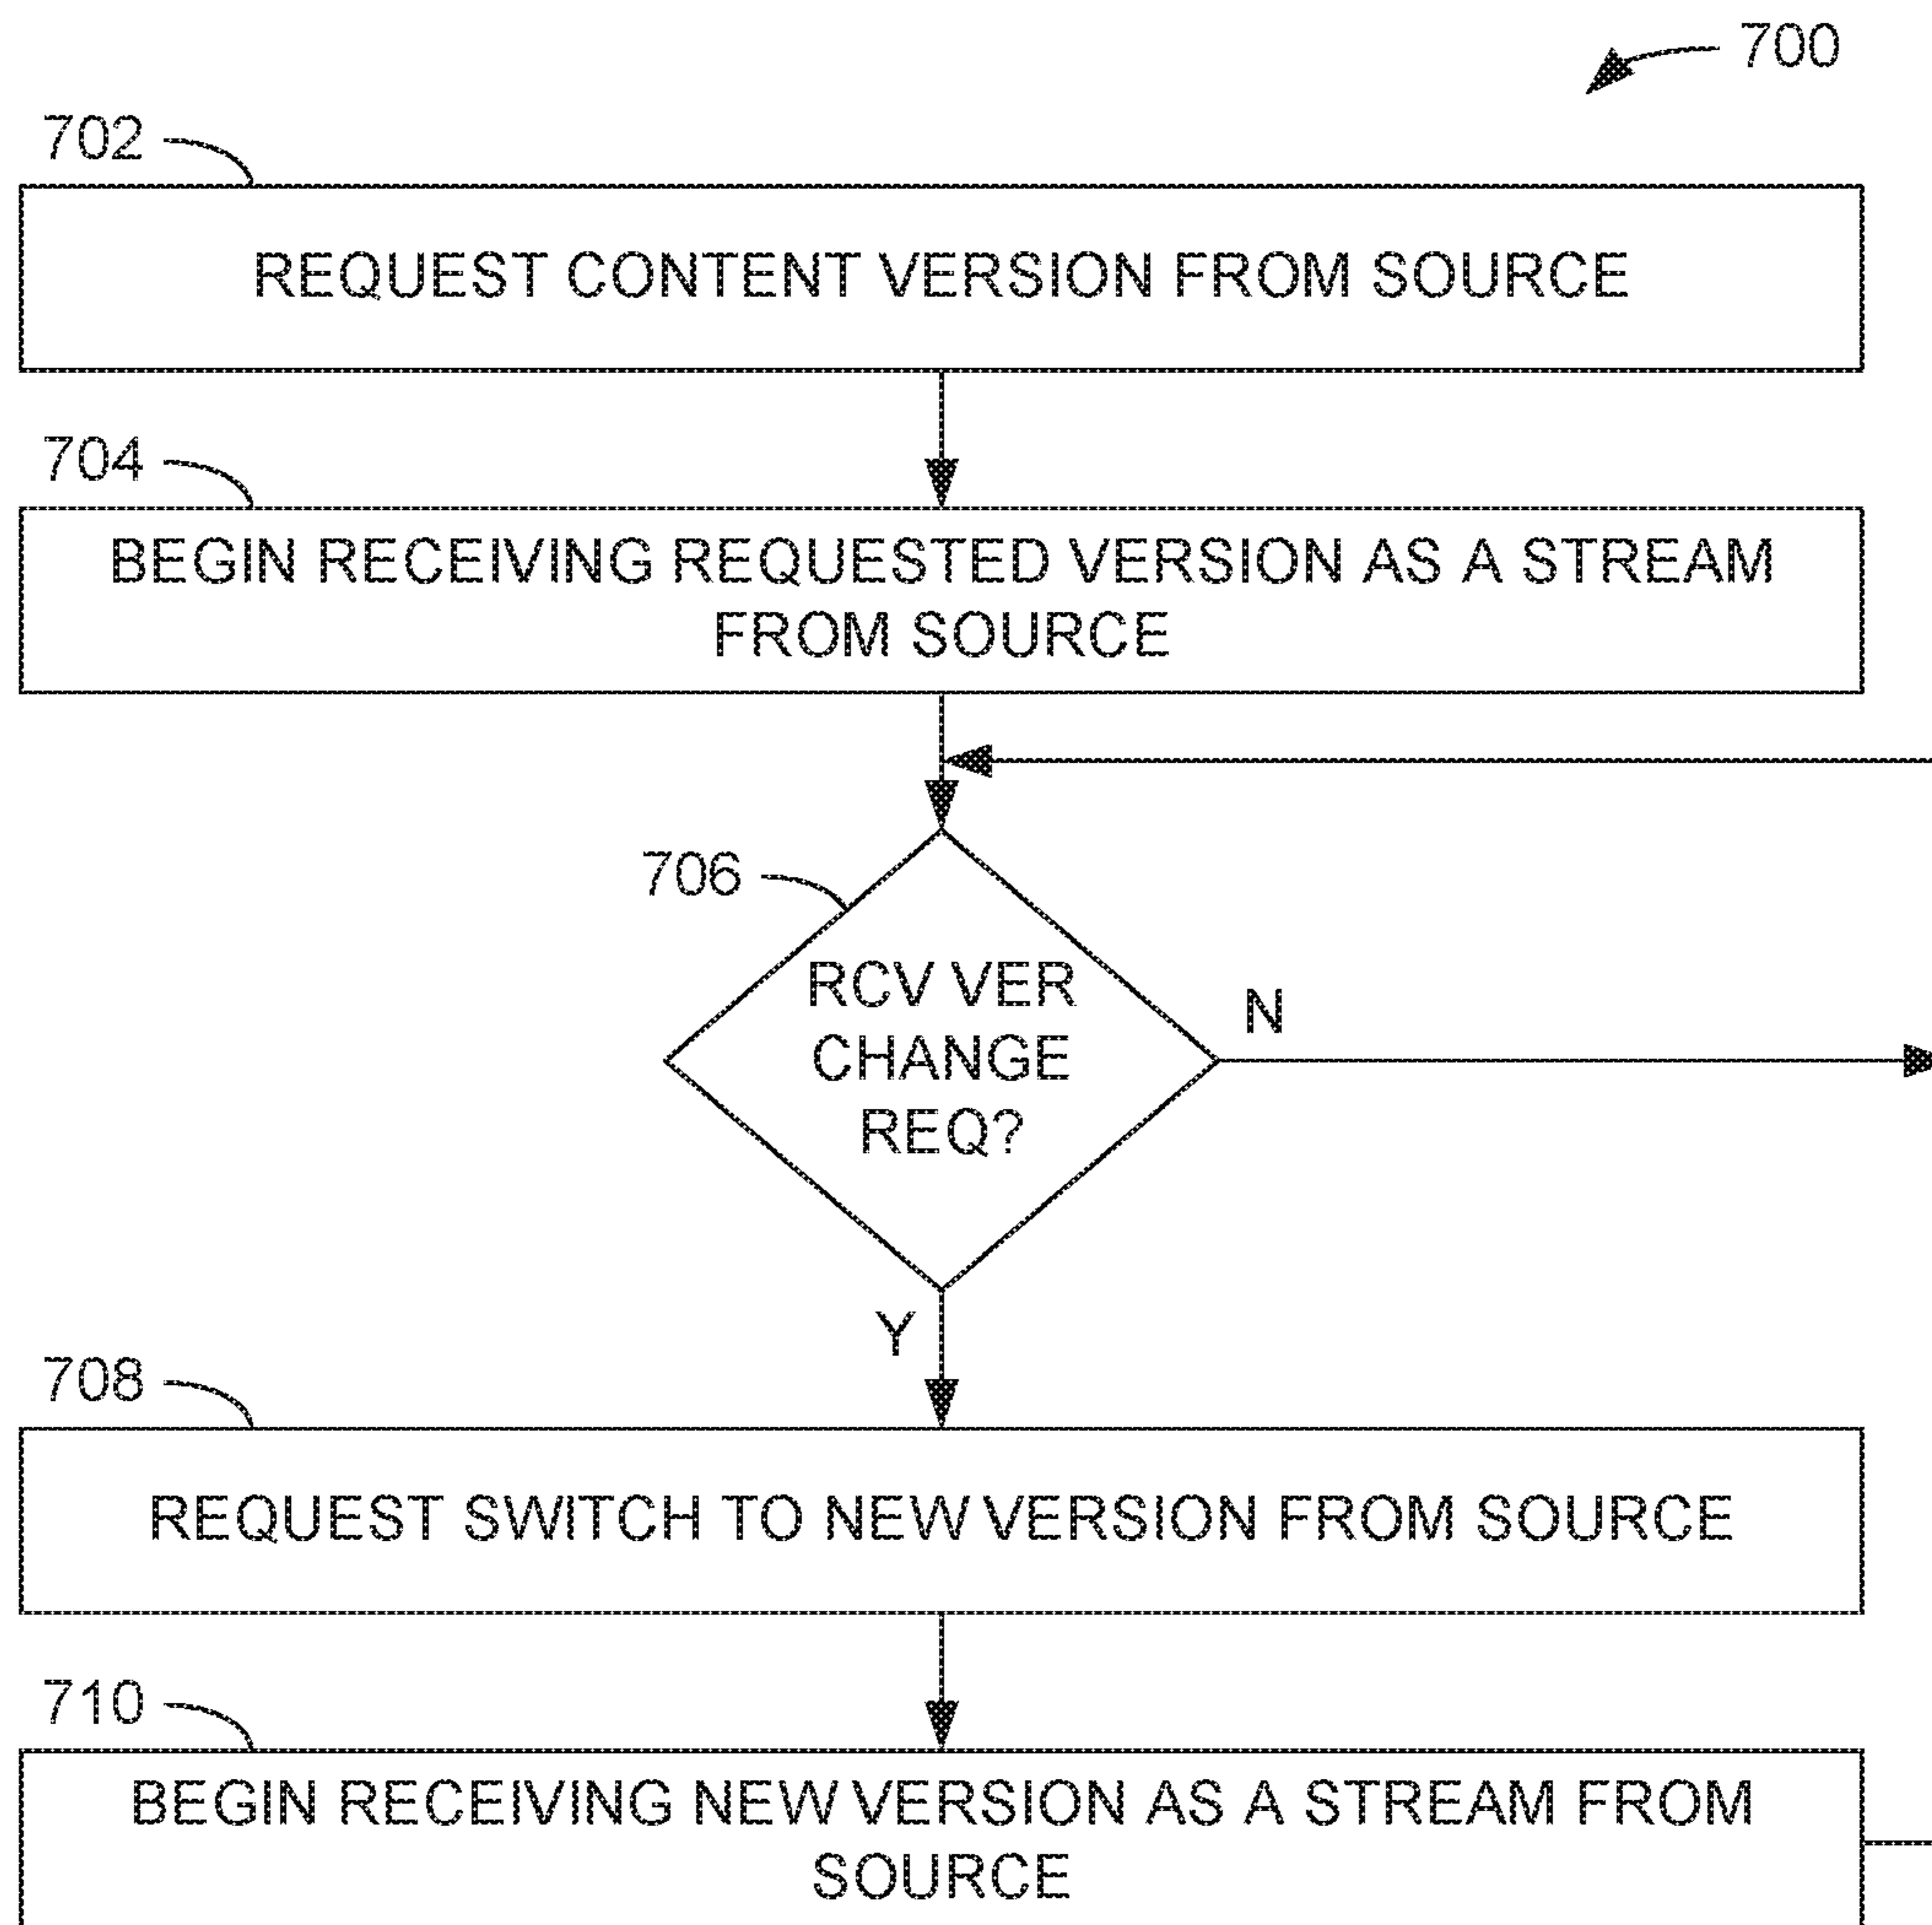 700
702
REQUEST CONTENT VERSION FROM SOURCE
704
BEGIN RECEIVING REQUESTED VERSION AS A STREAM
FROM SOURCE
706
RCV VER
CHANGE
REQ?
N
Y
708
REQUEST SWITCH TO NEW VERSION FROM SOURCE
710
BEGIN RECEIVING NEW VERSION AS A STREAM FROM
SOURCE